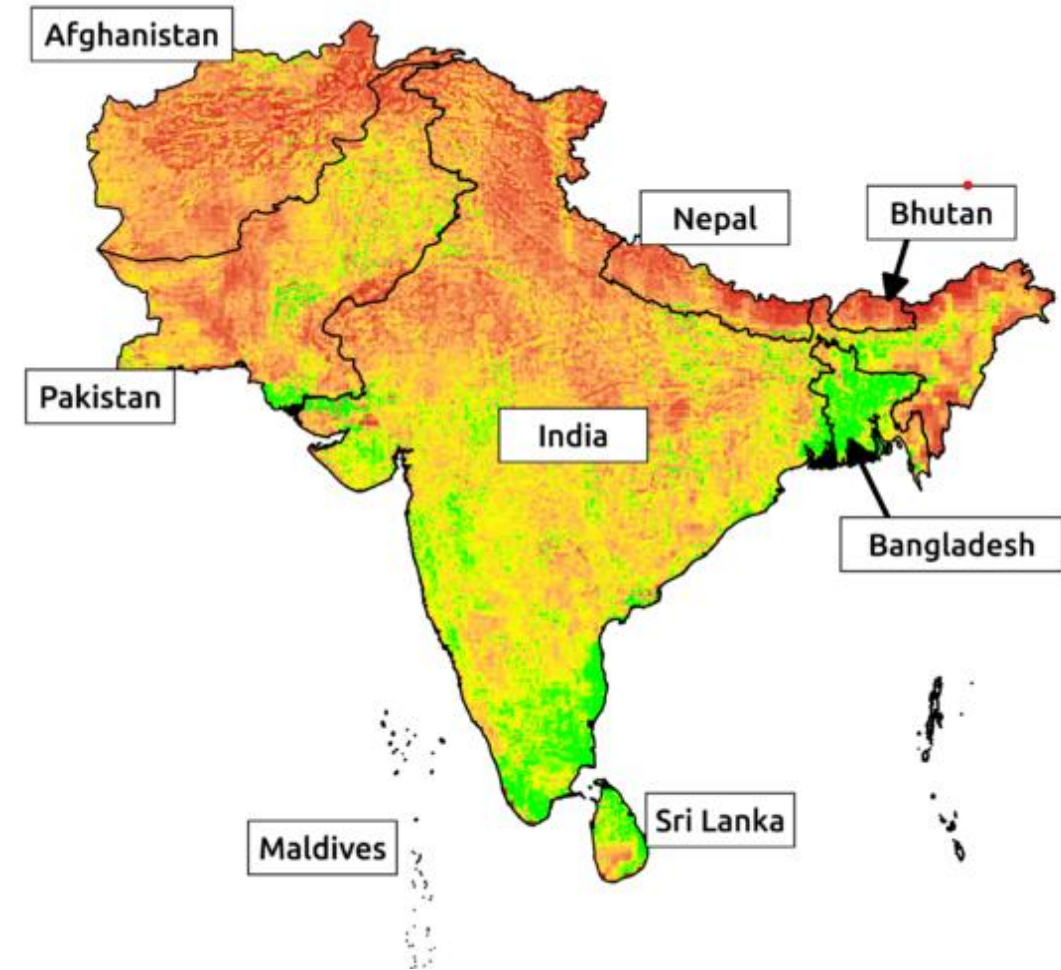 Afghanistan
Nepal
Bhutan
Pakistan
India
Bangladesh
Sri Lanka
Maldives